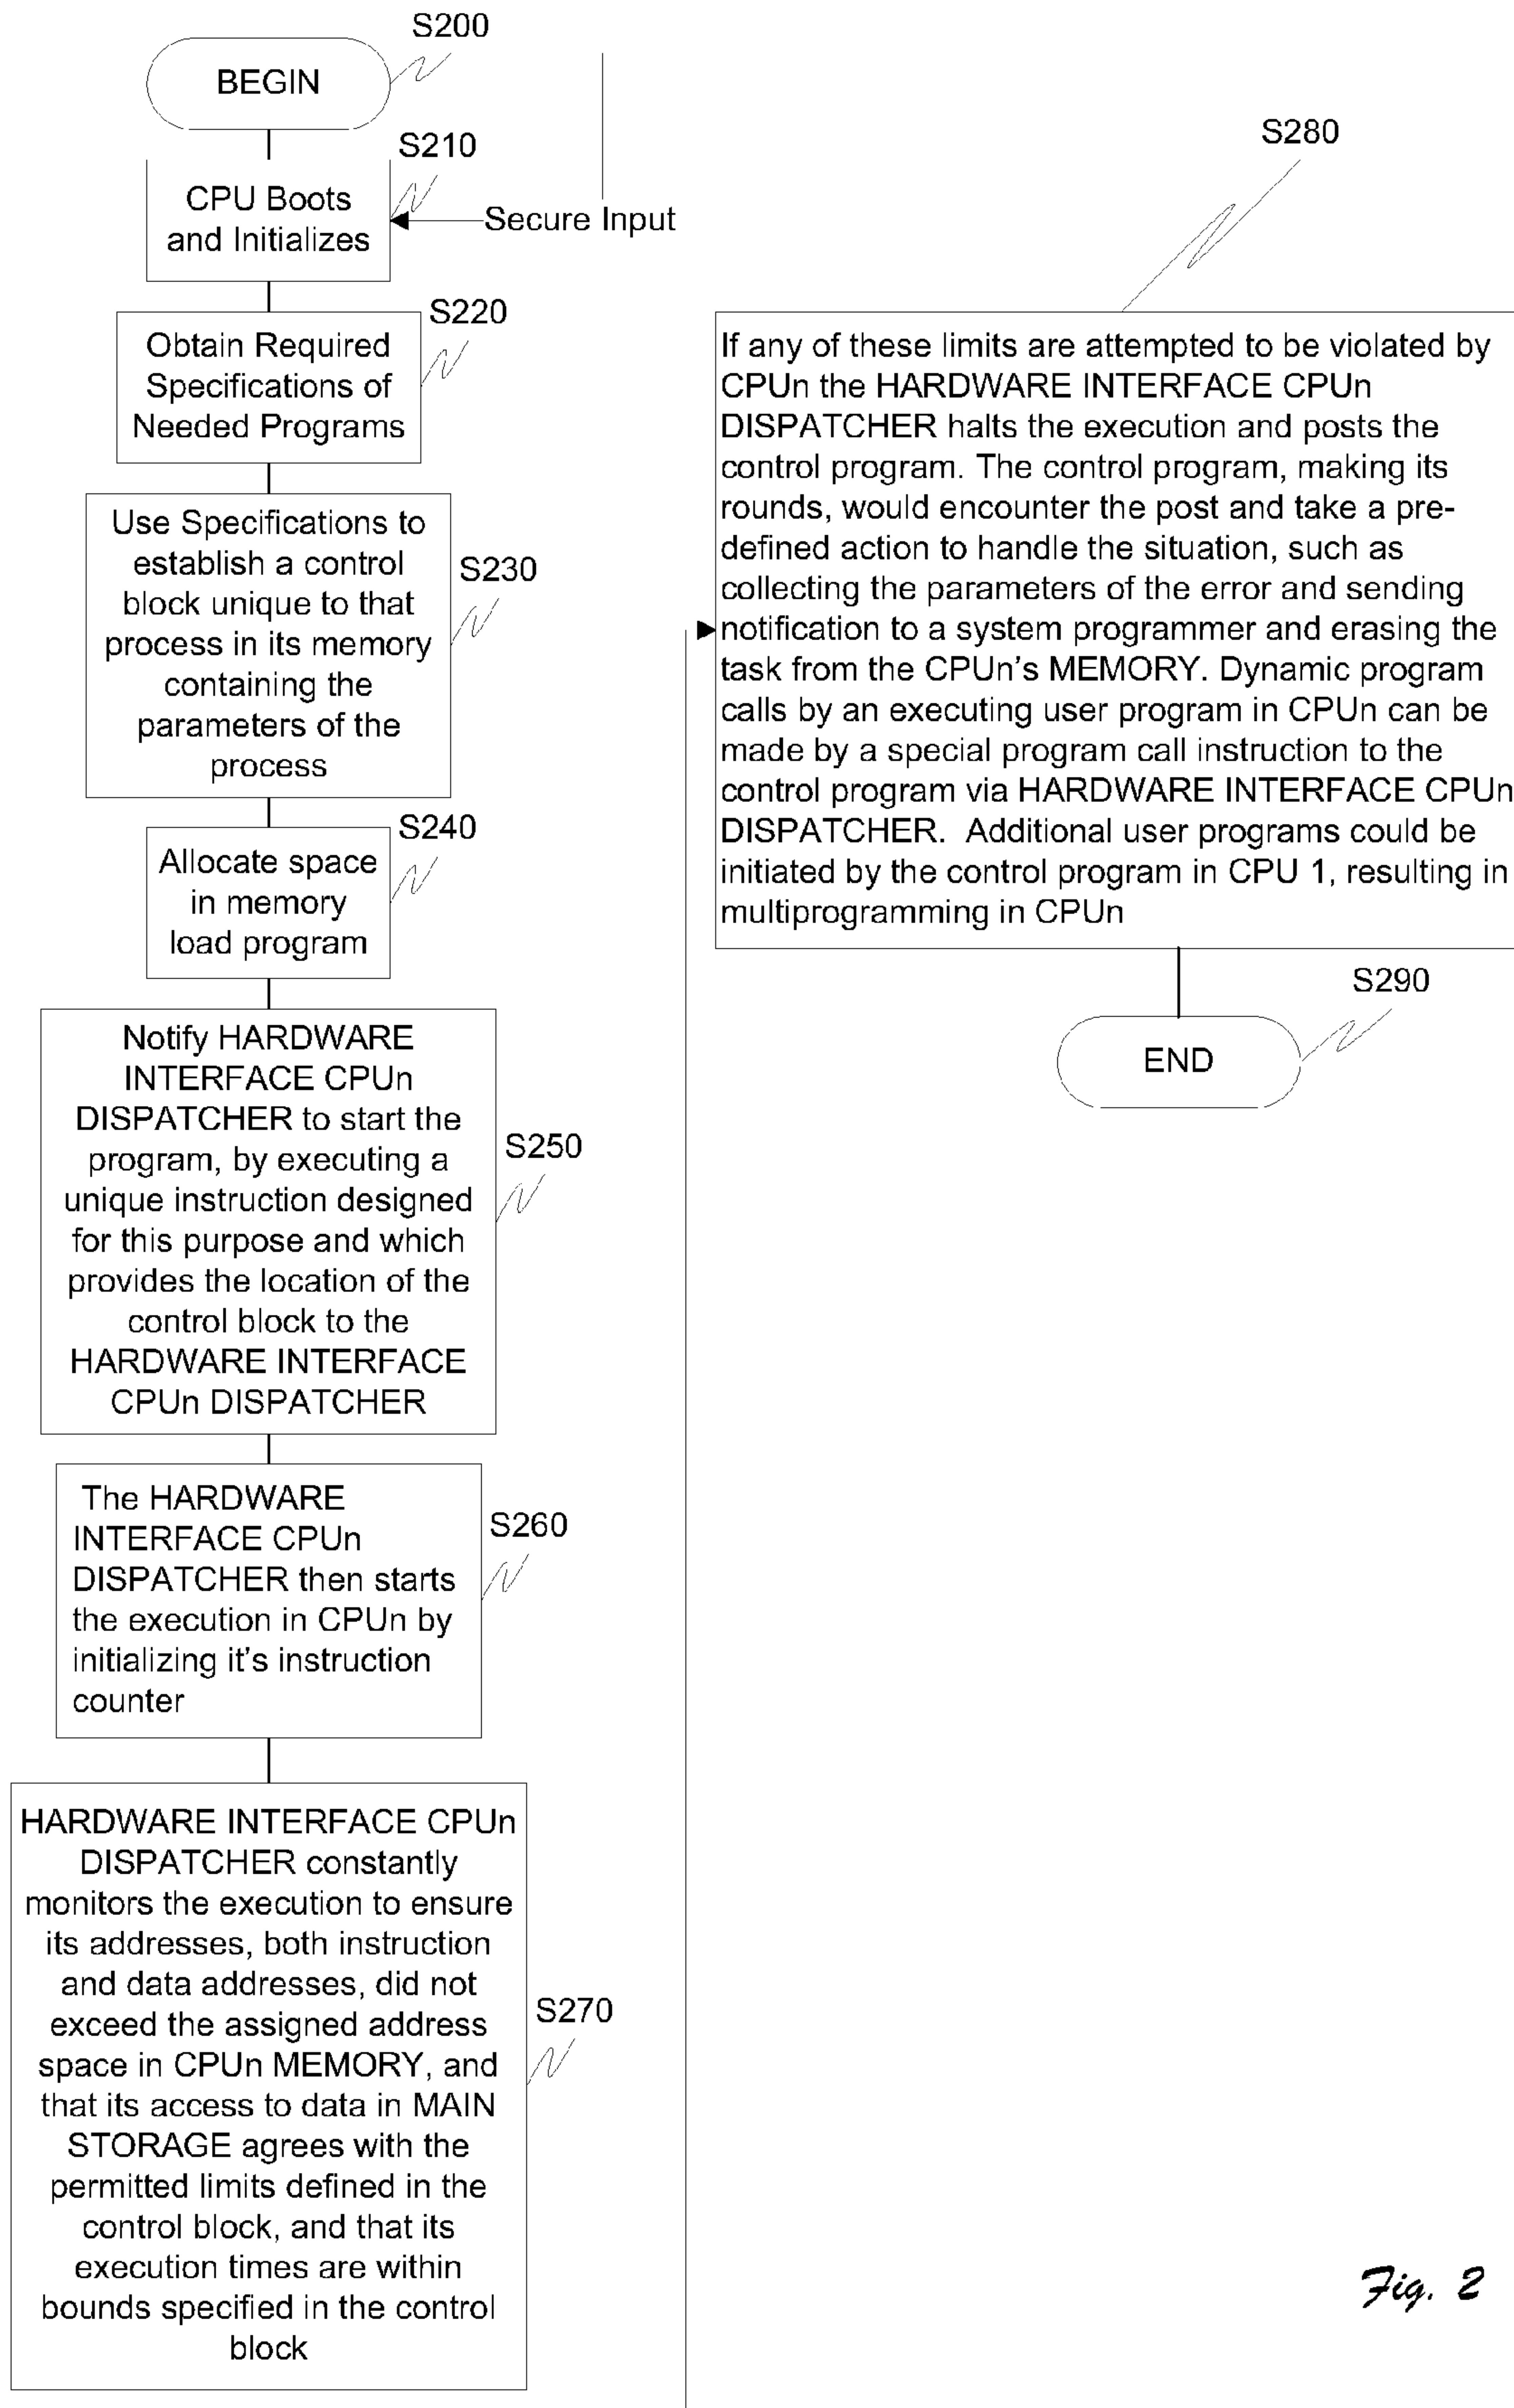 S200
BEGIN
S210
CPU Boots
and Initializes
Secure Input
S220
Obtain Required
Specifications of
Needed Programs
S230
Use Specifications to
establish a control
block unique to that
process in its memory
containing the
parameters of the
process
S240
Allocate space
in memory
load program
S250
Notify HARDWARE
INTERFACE CPUn
DISPATCHER to start the
program, by executing a
unique instruction designed
for this purpose and which
provides the location of the
control block to the
HARDWARE INTERFACE
CPUn DISPATCHER
S260
The HARDWARE
INTERFACE CPUn
DISPATCHER then starts
the execution in CPUn by
initializing it's instruction
counter
S270
HARDWARE INTERFACE CPUn
DISPATCHER constantly
monitors the execution to ensure
its addresses, both instruction
and data addresses, did not
exceed the assigned address
space in CPUn MEMORY, and
that its access to data in MAIN
STORAGE agrees with the
permitted limits defined in the
control block, and that its
execution times are within
bounds specified in the control
block
S280
If any of these limits are attempted to be violated by
CPUn the HARDWARE INTERFACE CPUn
DISPATCHER halts the execution and posts the
control program. The control program, making its
rounds, would encounter the post and take a pre-
defined action to handle the situation, such as
collecting the parameters of the error and sending
notification to a system programmer and erasing the
task from the CPUn's MEMORY. Dynamic program
calls by an executing user program in CPUn can be
made by a special program call instruction to the
control program via HARDWARE INTERFACE CPUn
DISPATCHER. Additional user programs could be
initiated by the control program in CPU 1, resulting in
multiprogramming in CPUn
S290
END
Fig. 2